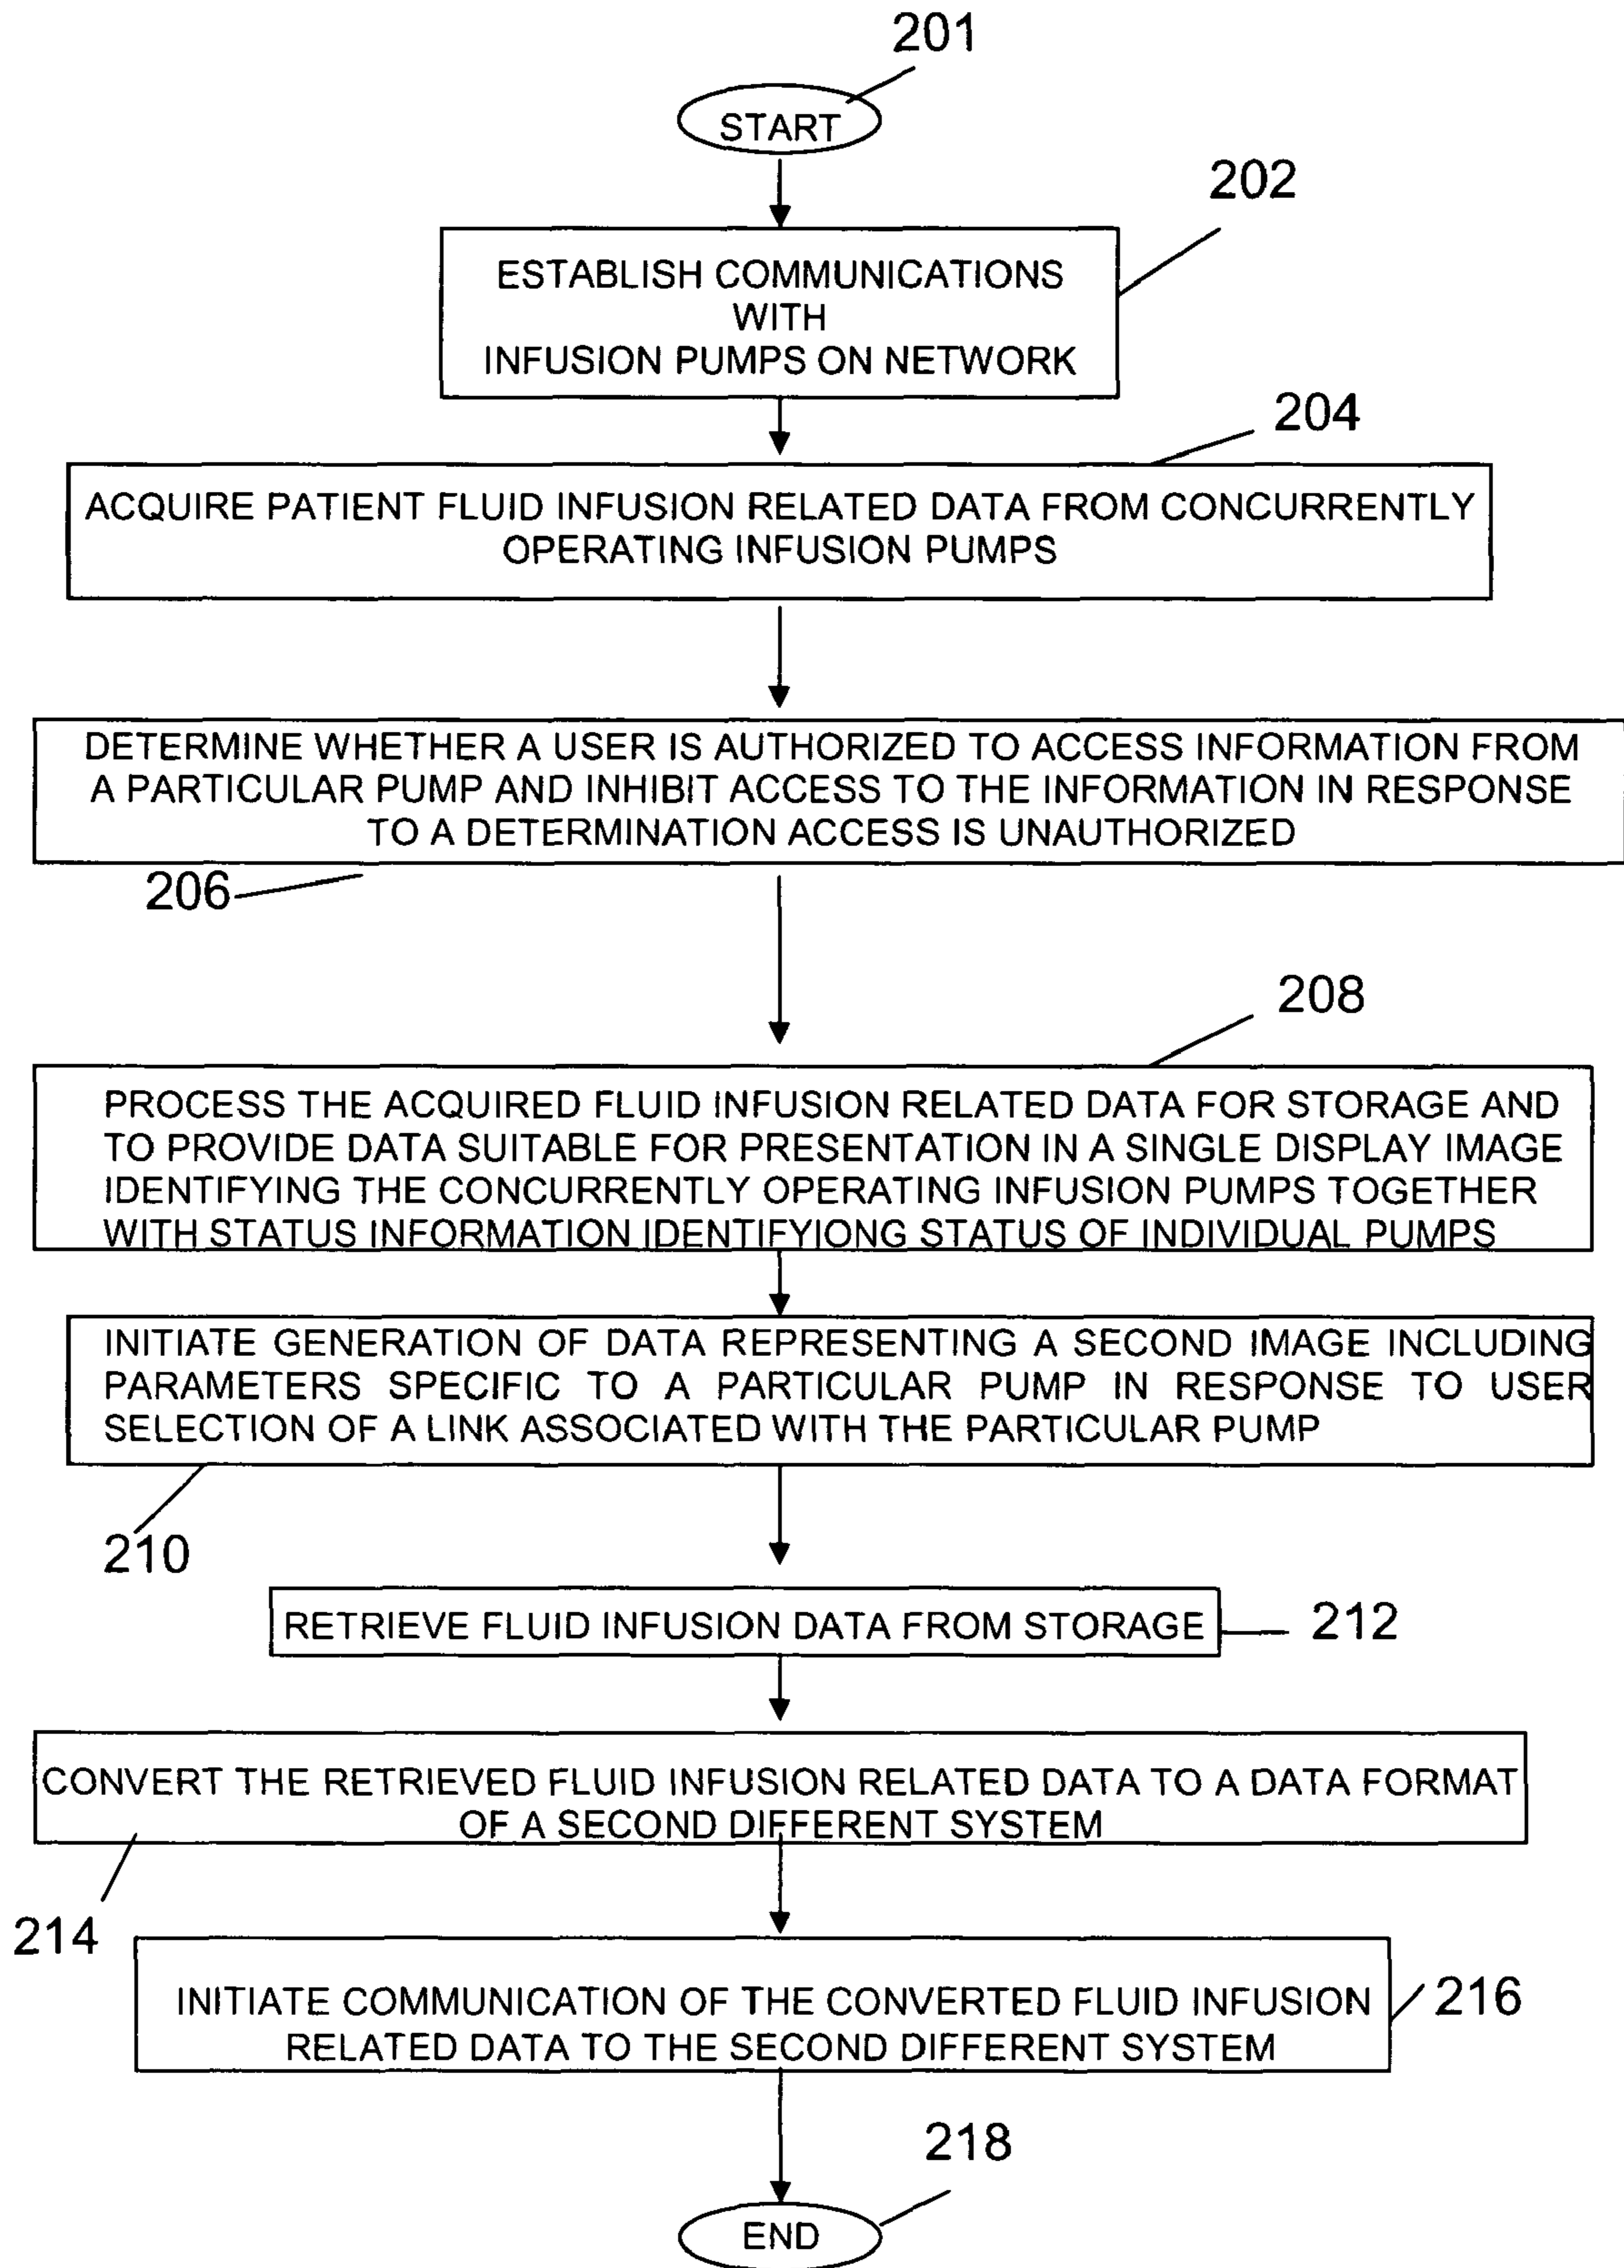 201
START
202
ESTABLISH COMMUNICATIONS
WITH
INFUSION PUMPS ON NETWORK
204
ACQUIRE PATIENT FLUID INFUSION RELATED DATA FROM CONCURRENTLY
OPERATING INFUSION PUMPS
DETERMINE WHETHER A USER IS AUTHORIZED TO ACCESS INFORMATION FROM
A PARTICULAR PUMP AND INHIBIT ACCESS TO THE INFORMATION IN RESPONSE
TO A DETERMINATION ACCESS IS UNAUTHORIZED
206
208
PROCESS THE ACQUIRED FLUID INFUSION RELATED DATA FOR STORAGE AND
TO PROVIDE DATA SUITABLE FOR PRESENTATION IN A SINGLE DISPLAY IMAGE
IDENTIFYING THE CONCURRENTLY OPERATING INFUSION PUMPS TOGETHER
WITH STATUS INFORMATION IDENTIFYIONG STATUS OF INDIVIDUAL PUMPS
INITIATE GENERATION OF DATA REPRESENTING A SECOND IMAGE INCLUDING
PARAMETERS SPECIFIC TO A PARTICULAR PUMP IN RESPONSE TO USER
SELECTION OF A LINK ASSOCIATED WITH THE PARTICULAR PUMP
210
RETRIEVE FLUID INFUSION DATA FROM STORAGE
212
CONVERT THE RETRIEVED FLUID INFUSION RELATED DATA TO A DATA FORMAT
OF A SECOND DIFFERENT SYSTEM
214
INITIATE COMMUNICATION OF THE CONVERTED FLUID INFUSION
RELATED DATA TO THE SECOND DIFFERENT SYSTEM
216
218
END